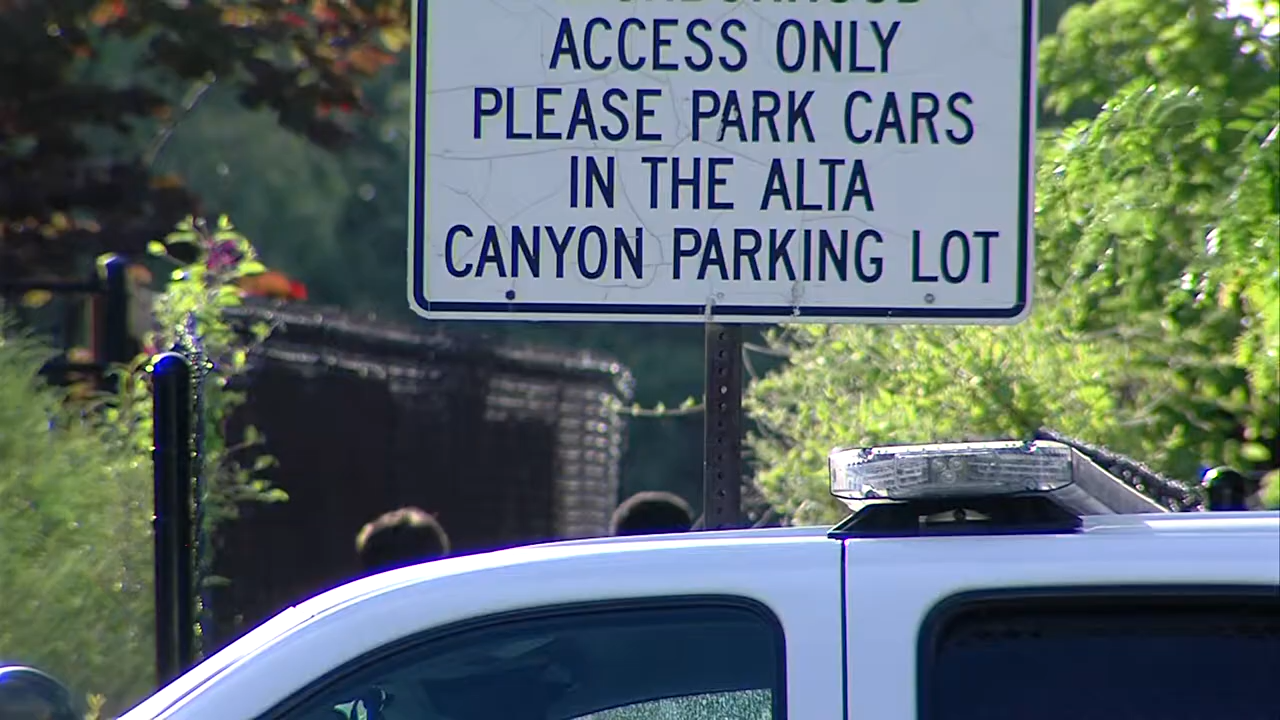 ACCESS ONLY
PLEASE PARK CARS
IN THE ALTA
CANYON PARKING LOT